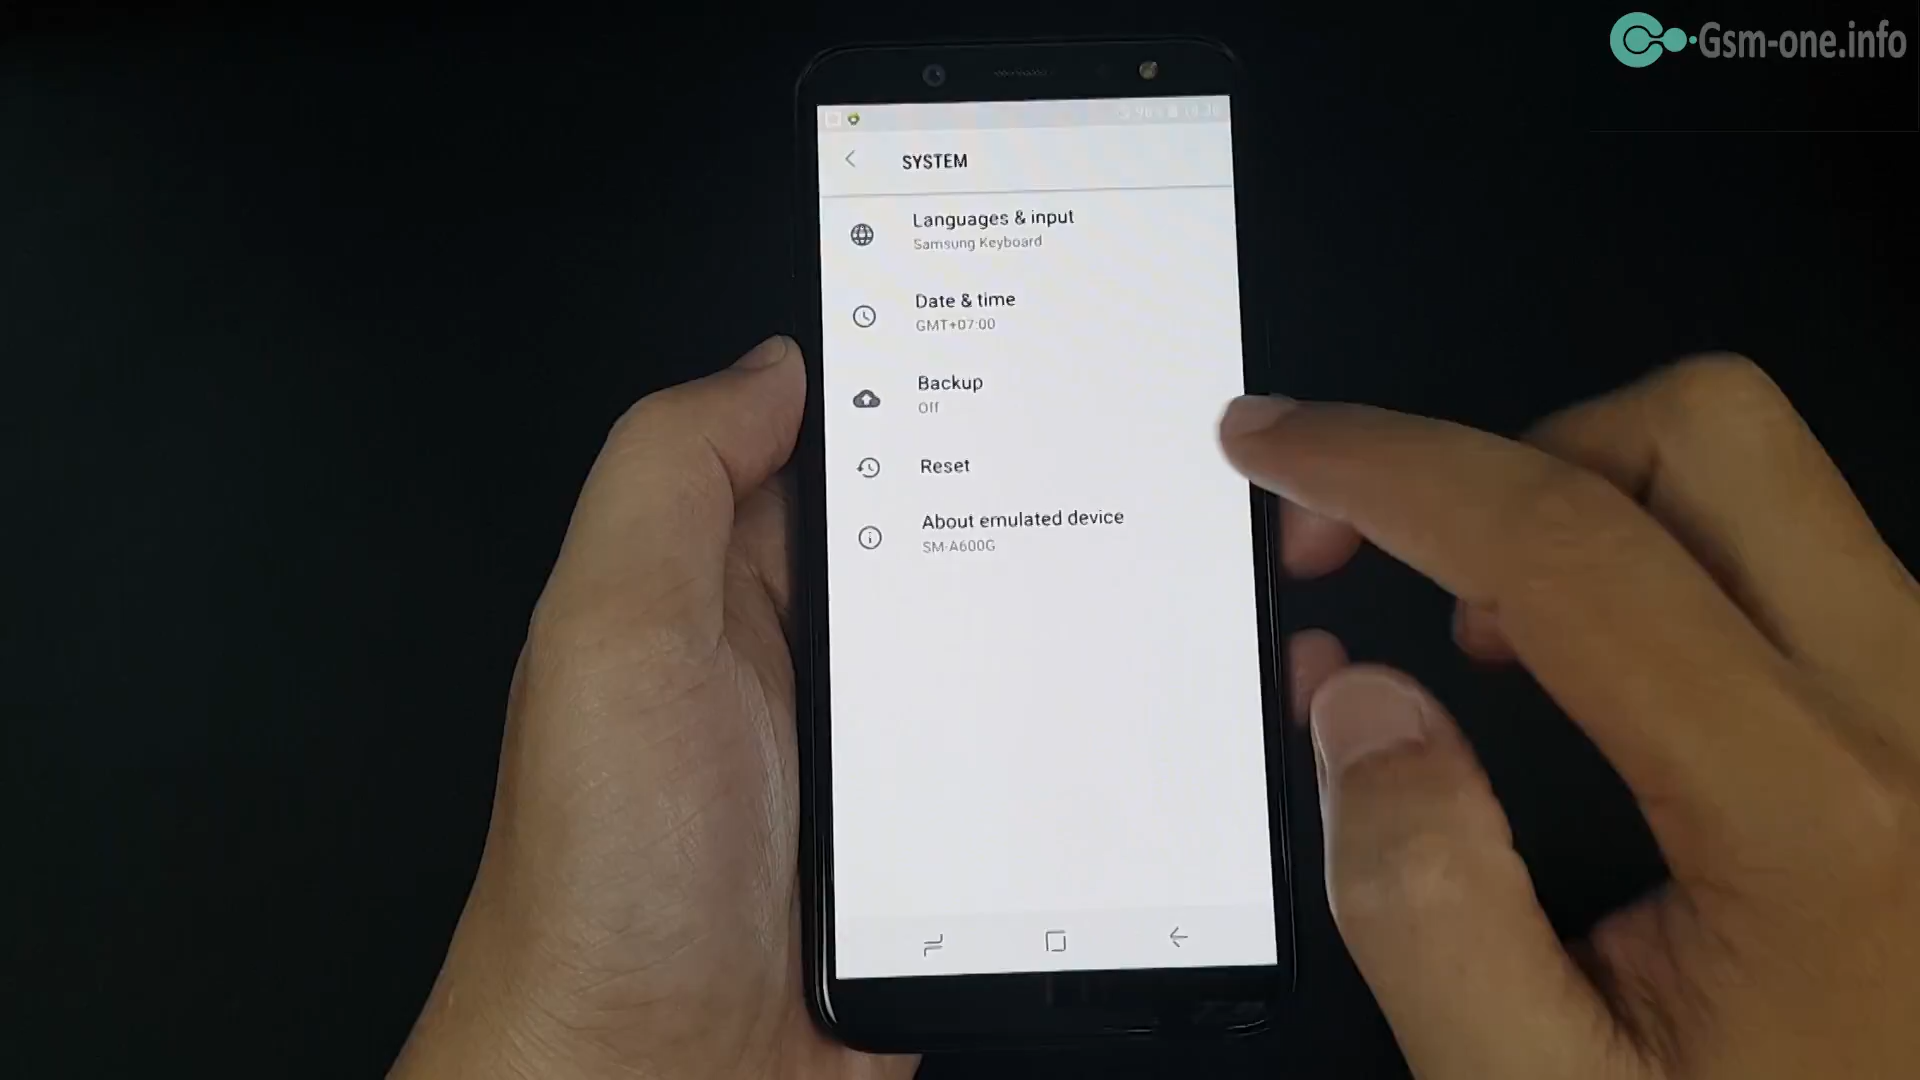 Gsm-one.info
SYSTEM
Languages & input
Samsung Keyboard
Date & time
GMT+07:00
Backup
Off
Reset
About emulated device
SM-A600G